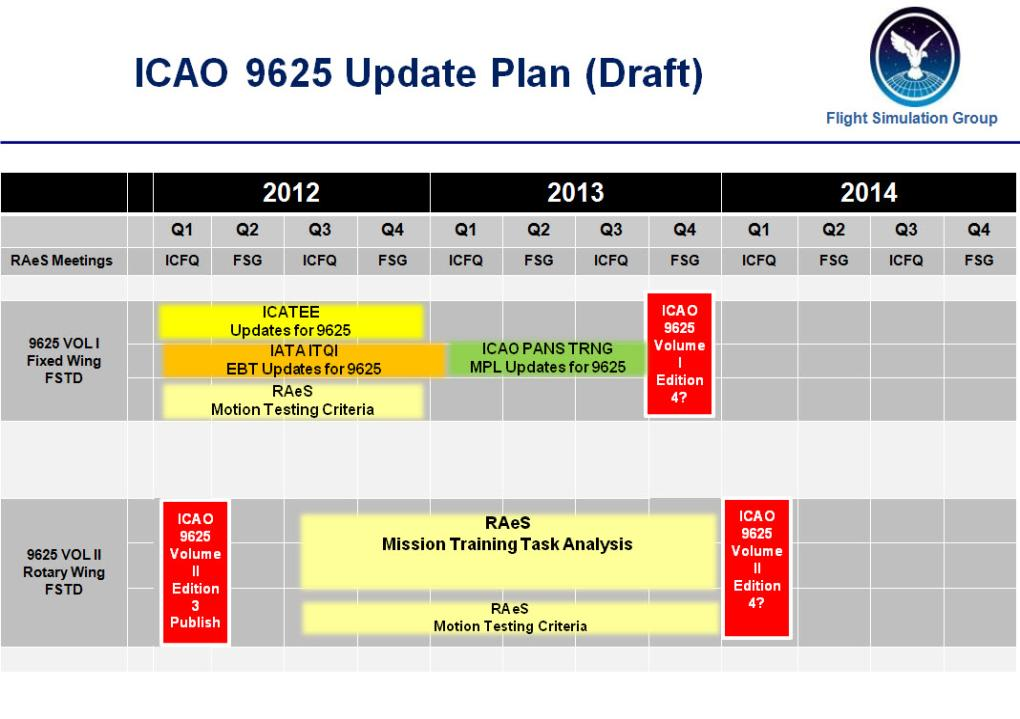 ICAO 9625 Update Plan (Draft)
Flight Simulation Group
2012 2013 2014
Q1 Q2 Q3 Q4 Q1 Q2 Q3 Q4 Q1 Q2 Q3 Q4
RAeS Meetings ICFQ FSG ICFQ FSG ICFQ FSG ICFQ FSG ICFQ FSG ICFQ FSG
9625 VOL I
Fixed Wing
FSTD
ICATEE
Updates for 9625
IATA ITQI
EBT Updates for 9625
RAeS
Motion Testing Criteria
ICAO PANS TRNG
MPL Updates for 9625
ICAO
9625
Volume
I
Edition
4?
9625 VOL II
Rotary Wing
FSTD
ICAO
9625
Volume
II
Edition
3
Publish
RAeS
Mission Training Task Analysis
RAeS
Motion Testing Criteria
ICAO
9625
Volume
II
Edition
4?